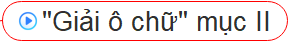 "Giải ô chữ" mục II